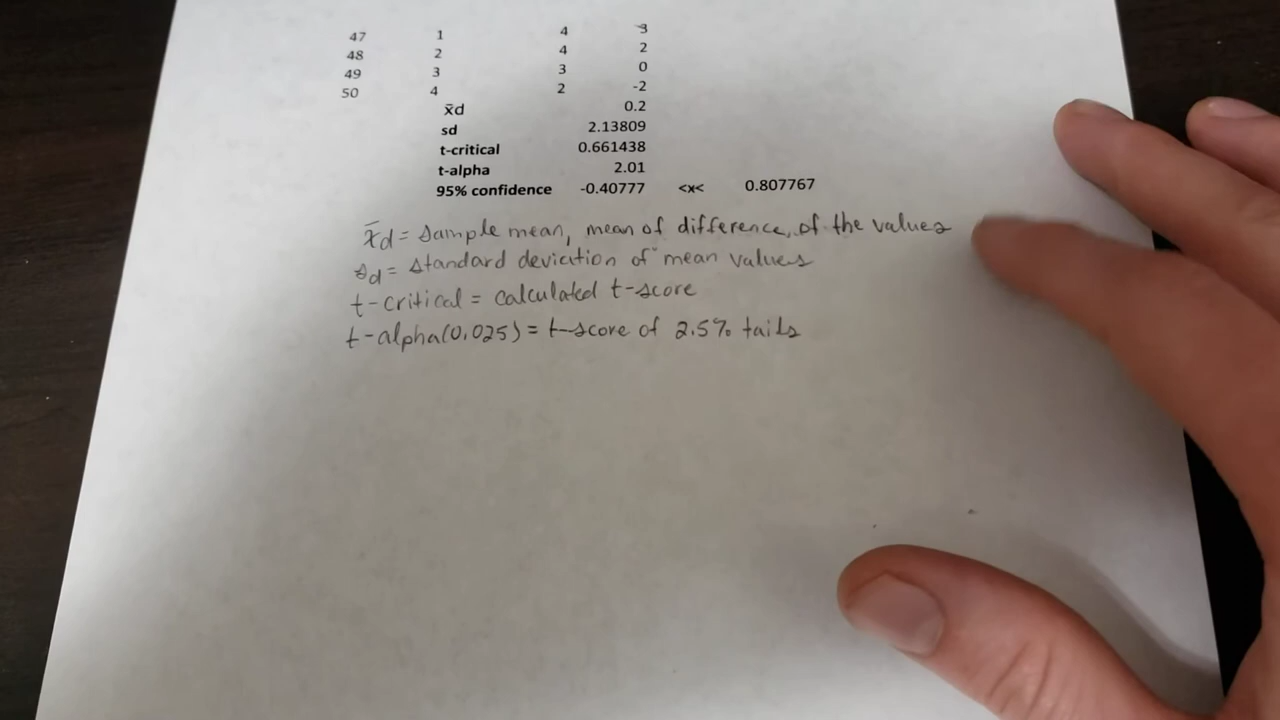 47 1 4 3
48 2 4 2
49 3 3 0
50 4 2 -2
x̄d 0.2
sd 2.13809
t-critical 0.661438
t-alpha 2.01
95% confidence -0.40777 <x< 0.807767
x̄d = sample mean, mean of difference, of the values
sd = standard deviation of mean values
t-critical = calculated t-score
t-alpha(0,025) = t-score of 2.5% tails